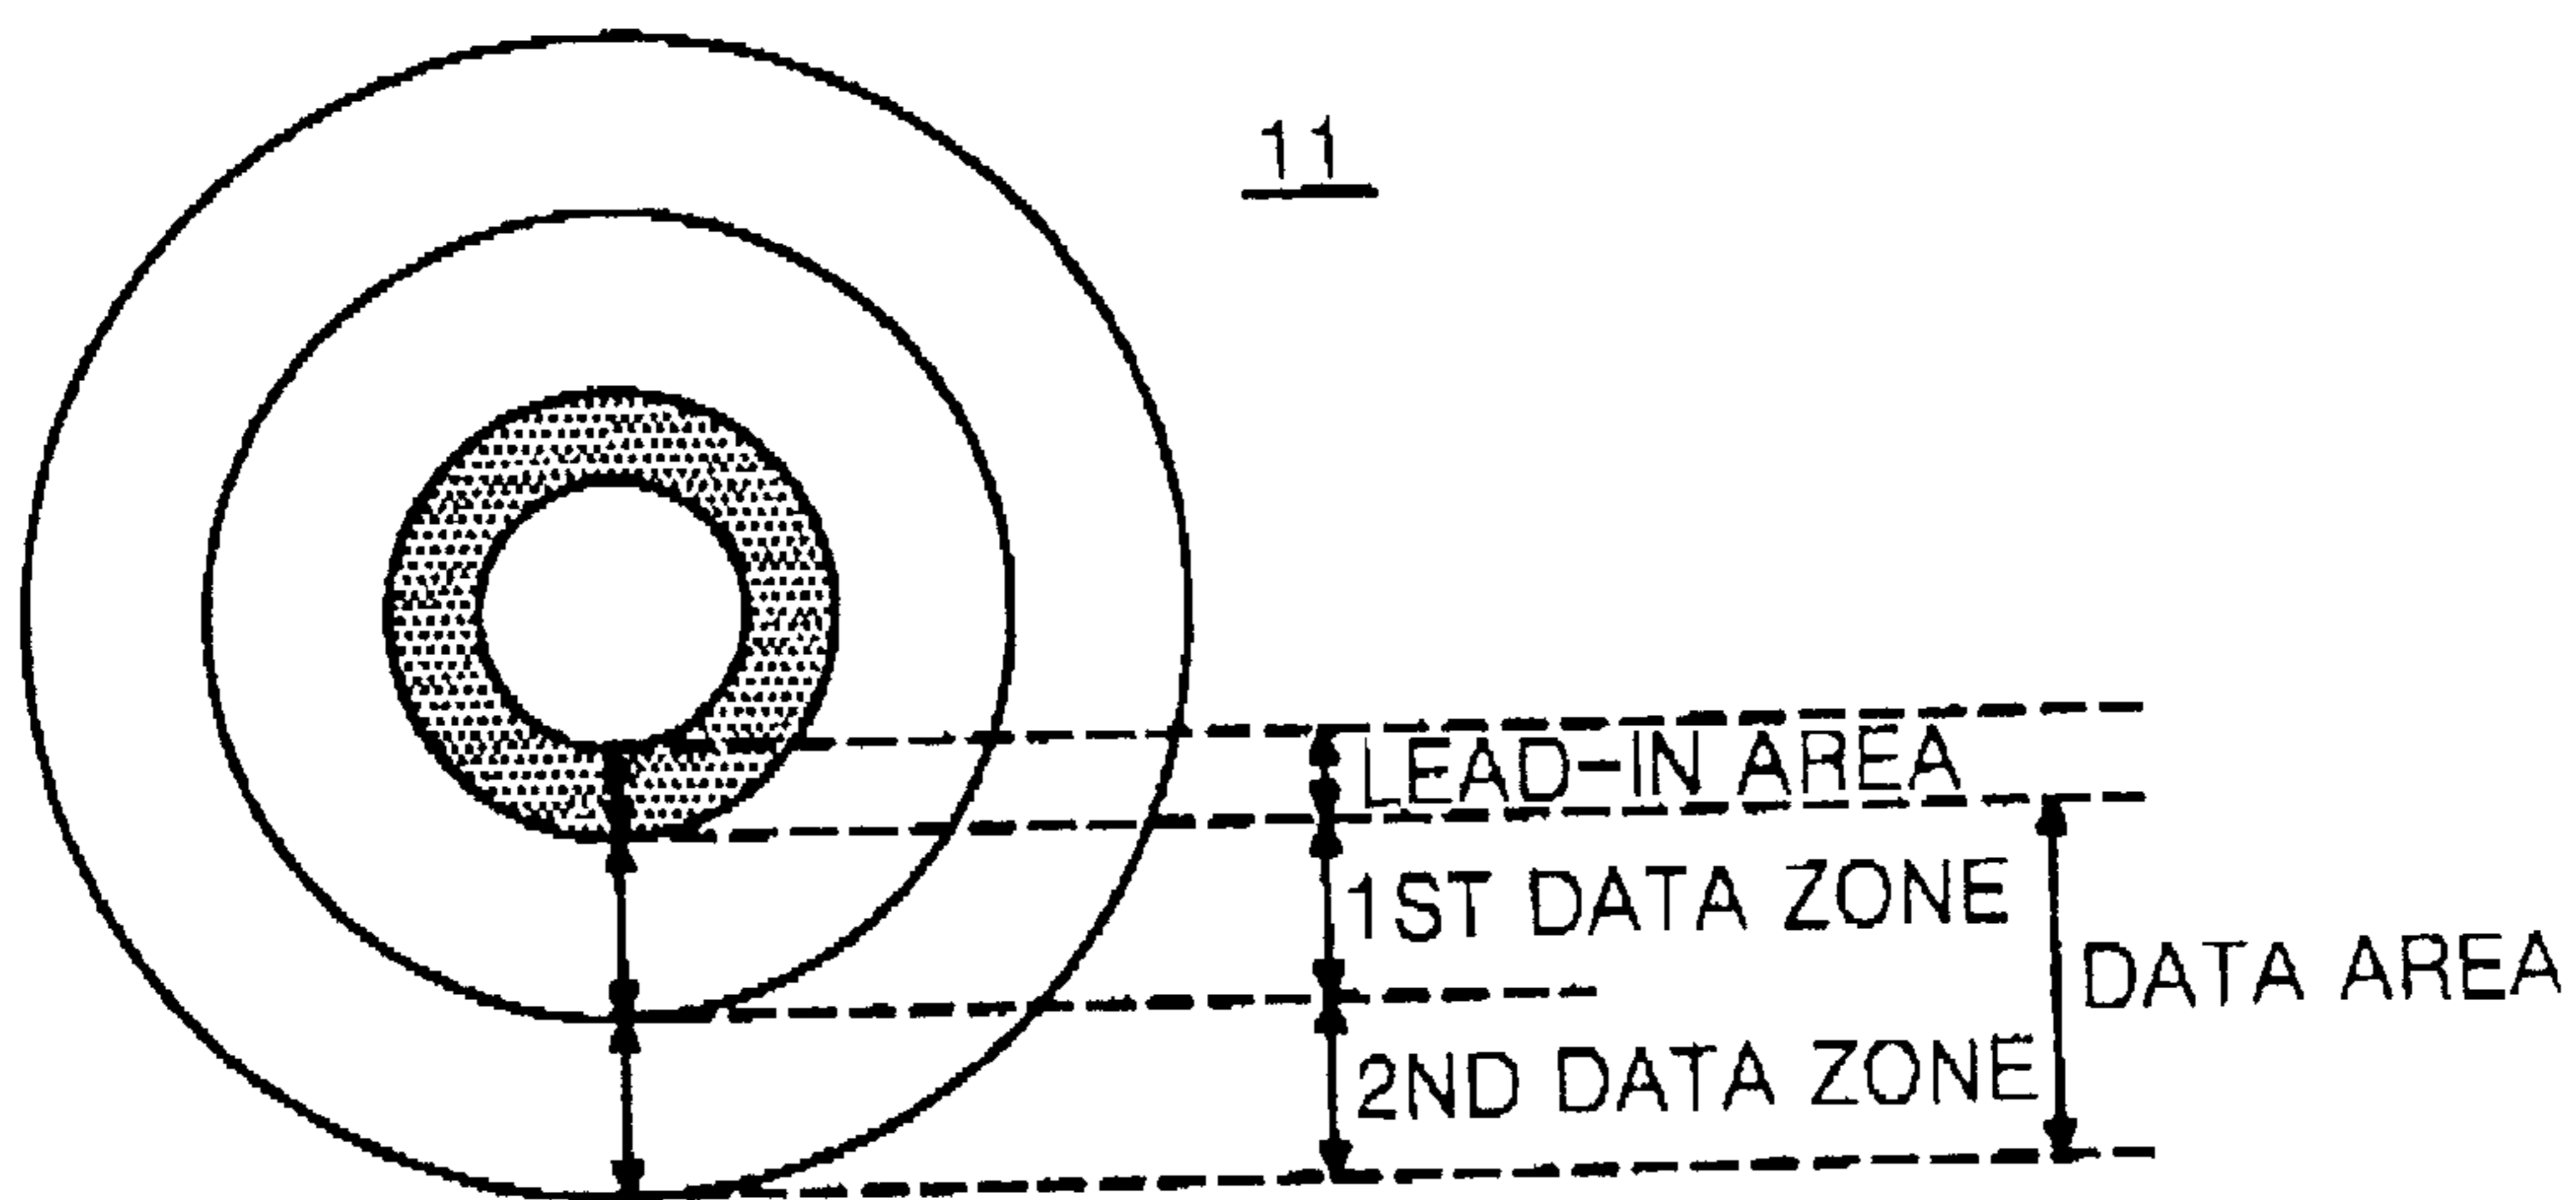 11
LEAD-IN AREA
1ST DATA ZONE
DATA AREA
2ND DATA ZONE